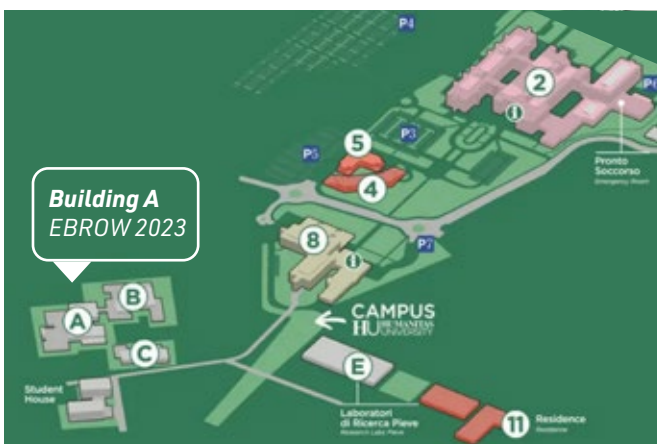 P4
2
P6
5
P3
P5
Pronto
Soccorso
Emergency Room
4
Building A
EBROW 2023
8
P7
B
A
CAMPUS
HU HUMANITAS
UNIVERSITY
C
E
Student
House
Laboratori
di Ricerca Pieve
Research Labs Pieve
11
Residence
Residence